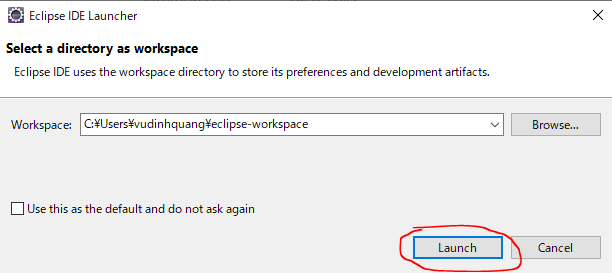 Eclipse IDE Launcher
Select a directory as workspace
Eclipse IDE uses the workspace directory to store its preferences and development artifacts.
Workspace: C:¥Users¥vudinhquang¥eclipse-workspace Browse...
Use this as the default and do not ask again
Launch Cancel